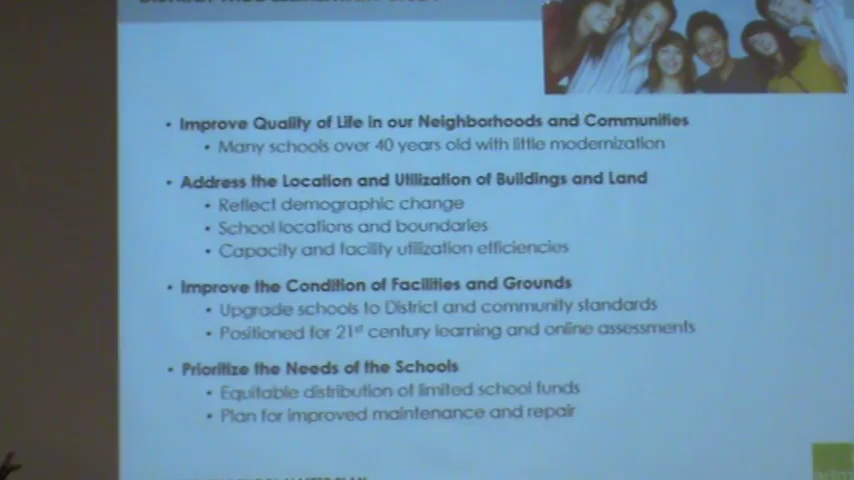 • Improve Quality of Life in our Neighborhoods and Communities
• Many schools over 40 years old with little modernization
• Address the Location and Utilization of Buildings and Land
• Reflect demographic change
• School locations and boundaries
• Capacity and facility utilization efficiencies
• Improve the Condition of Facilities and Grounds
• Upgrade schools to District and community standards
• Positioned for 21st century learning and online assessments
• Prioritize the Needs of the Schools
• Equitable distribution of limited school funds
• Plan for improved maintenance and repair